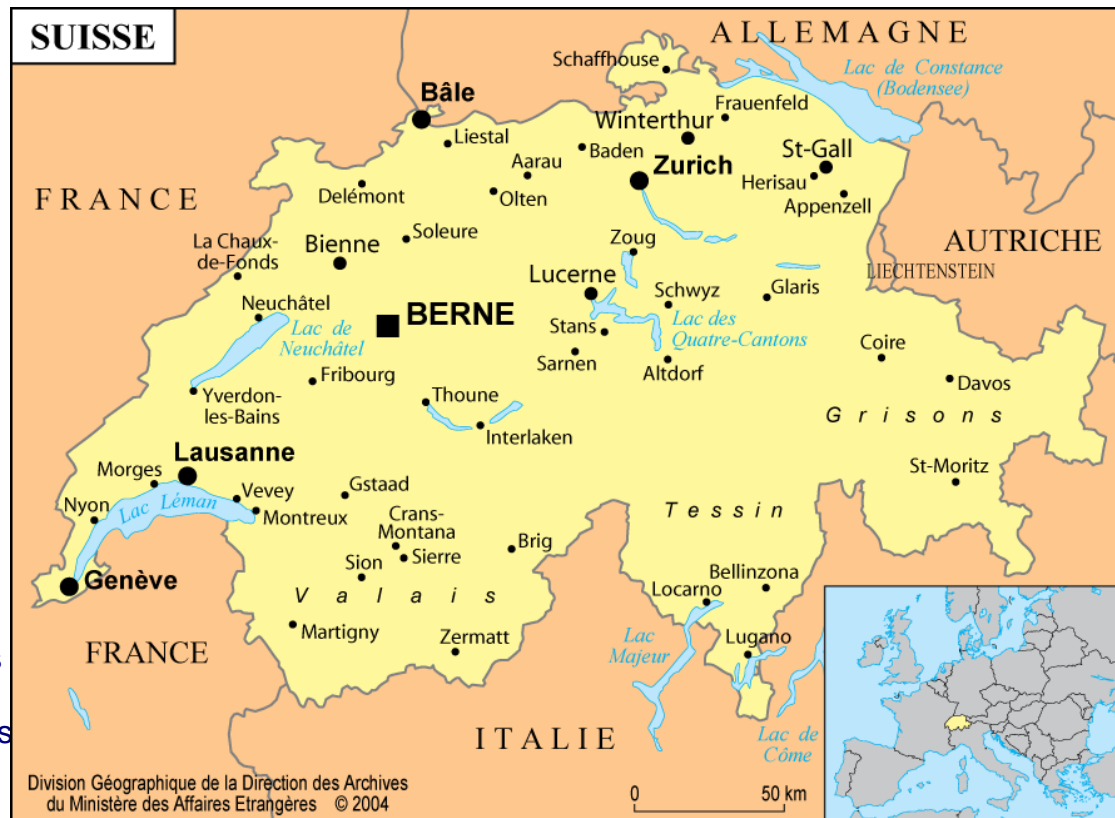 SUISSE
ALLEMAGNE
Schaffhouse
Lac de Constance
(Bodensee)
Bâle
Frauenfeld
Winterthur
Liestal
Baden
Aarau
Zurich
St-Gall
Herisau
Delémont
Olten
Appenzell
FRANCE
Soleure
La Chaux-
de-Fonds
Bienne
Zoug
AUTRICHE
LIECHTENSTEIN
Lucerne
Schwyz
Glaris
Neuchâtel
BERNE
Lac de
Neuchâtel
Stans
Lac des
Quatre-Cantons
Sarnen
Altdorf
Coire
Fribourg
Davos
Yverdon-
les-Bains
Thoune
Interlaken
Grisons
Lausanne
Morges
St-Moritz
Nyon
Lac Léman
Vevey
Gstaad
Montreux
Crans-
Montana
Tessin
Sierre
Brig
Sion
Genève
Bellinzona
Locarno
Valais
Martigny
Zermatt
Lac
Majeur
Lugano
FRANCE
s
s
ITALIE
Lac de
Côme
Division Géographique de la Direction des Archives
du Ministère des Affaires Etrangères © 2004
0 50 km